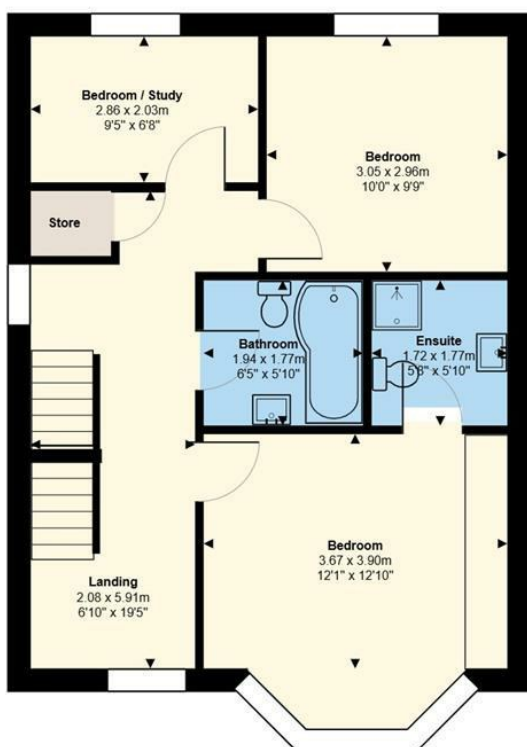 Bedroom / Study
2.86 x 2.03m
9'5" x 6'8"
Bedroom
3.05 x 2.96m
10'0" x 9'9"
Store
Bathroom
1.94 x 1.77m
6'5" x 5'10"
Ensuite
1.72 x 1.77m
5'8" x 5'10"
Bedroom
3.67 x 3.90m
12'1" x 12'10"
Landing
2.08 x 5.91m
6'10" x 19'5"